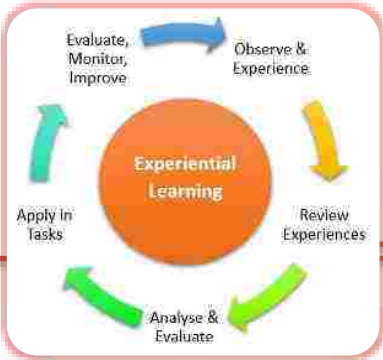 Evaluate,
Monitor,
Improve
Observe &
Experience
Experiential
Learning
Apply in
Tasks
Review
Experiences
Analyse &
Evaluate